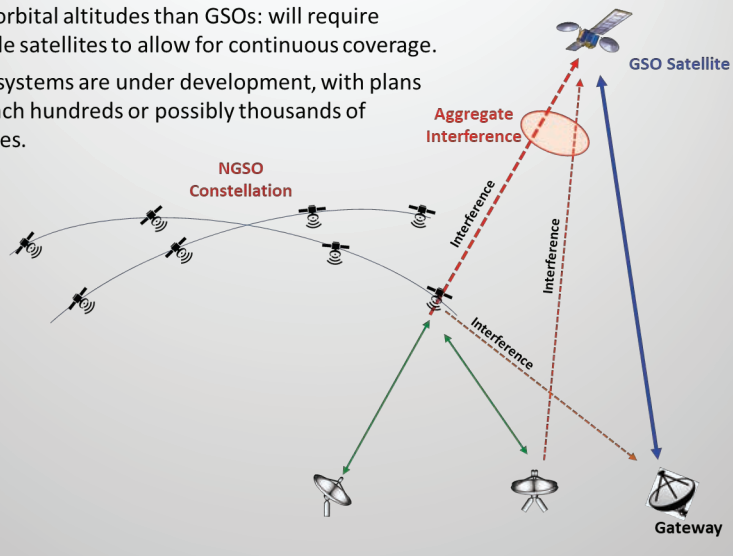 orbital altitudes than GSOs: will require
le satellites to allow for continuous coverage.
systems are under development, with plans
ch hundreds or possibly thousands of
es.
GSO Satellite
Aggregate
Interference
NGSO
Constellation
Interference
Interference
Interference
Gateway